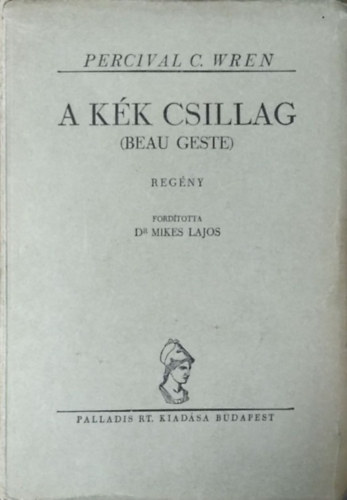 PERCIVAL C. WREN
A KÉK CSILLAG
(BEAU GESTE)
REGÉNY
FORDÍTOTTA
DR MIKES LAJOS
PALLADIS RT. KIADÁSA BUDAPEST